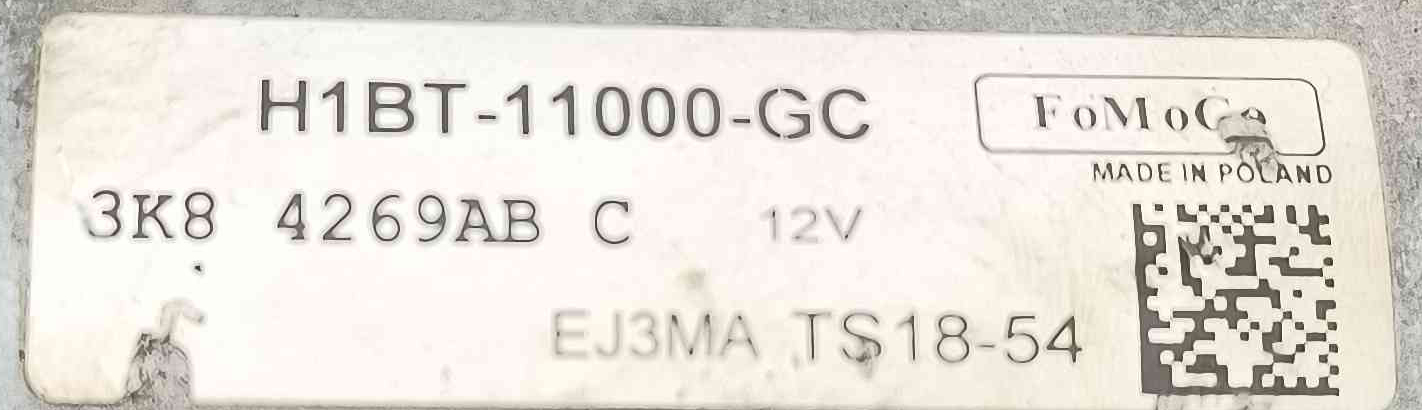 H1BT-11000-GC
FoMoCo
MADE IN POLAND
3K8 4269AB C 12V
EJ3MA TS18-54